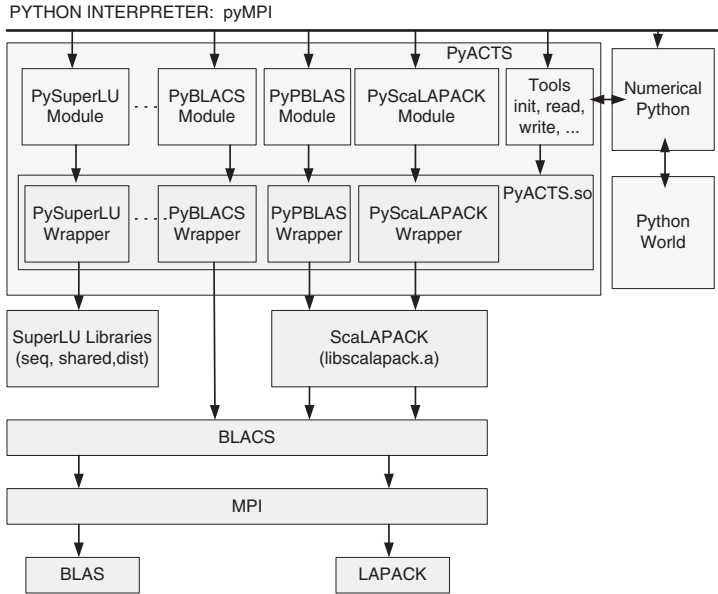 PYTHON INTERPRETER: pyMPI
PyACTS
PySuperLU
Module
. . .
PyBLACS
Module
PyPBLAS
Module
PyScaLAPACK
Module
Tools
init, read,
write, ...
Numerical
Python
PyACTS.so
PySuperLU
Wrapper
. . . .
PyBLACS
Wrapper
PyPBLAS
Wrapper
PyScaLAPACK
Wrapper
Python
World
SuperLU Libraries
(seq, shared,dist)
ScaLAPACK
(libscalapack.a)
BLACS
MPI
BLAS
LAPACK